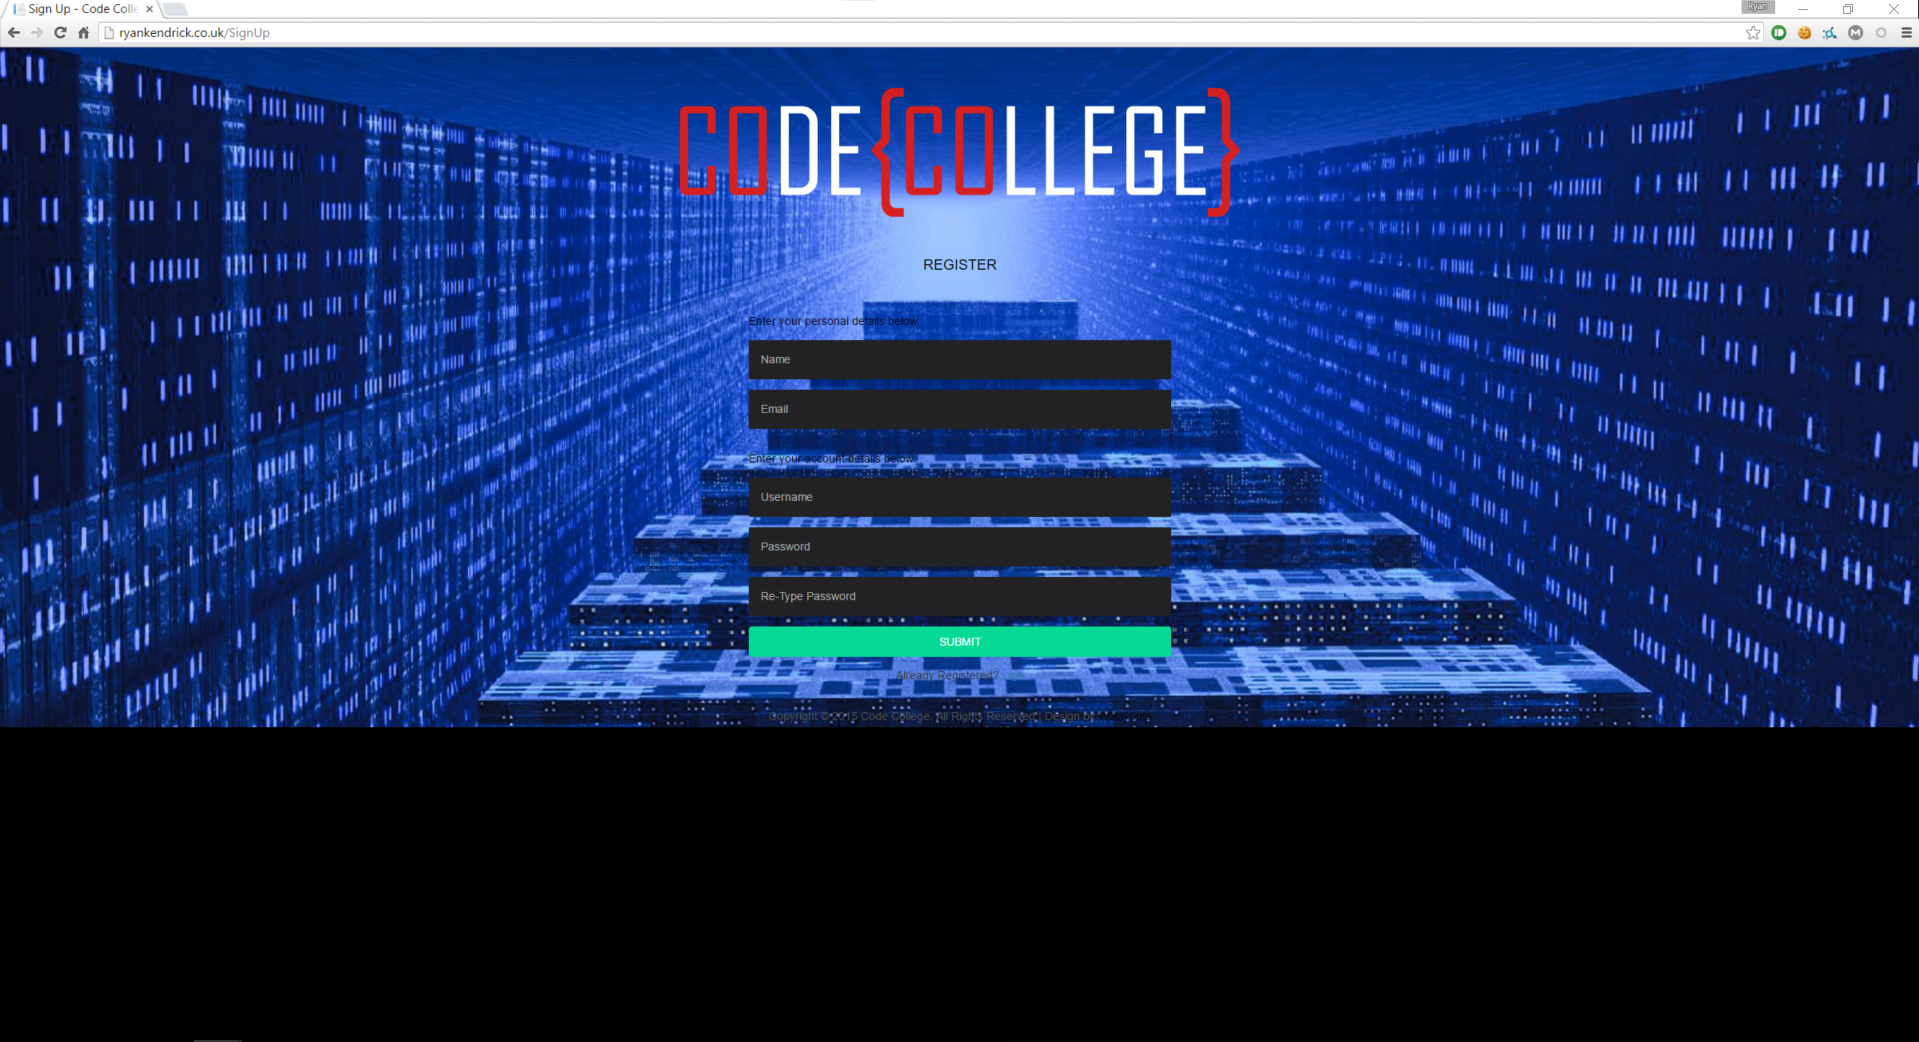 Sign Up - Code Colle
Ryan
ryankendrick.co.uk/SignUp
CODE{COLLEGE}
REGISTER
Enter your personal details below
Name
Email
Enter your account details below
Username
Password
Re-Type Password
SUBMIT
Already Registered?
Copyright © 2015 Code College. All Rights Reserved | Design by